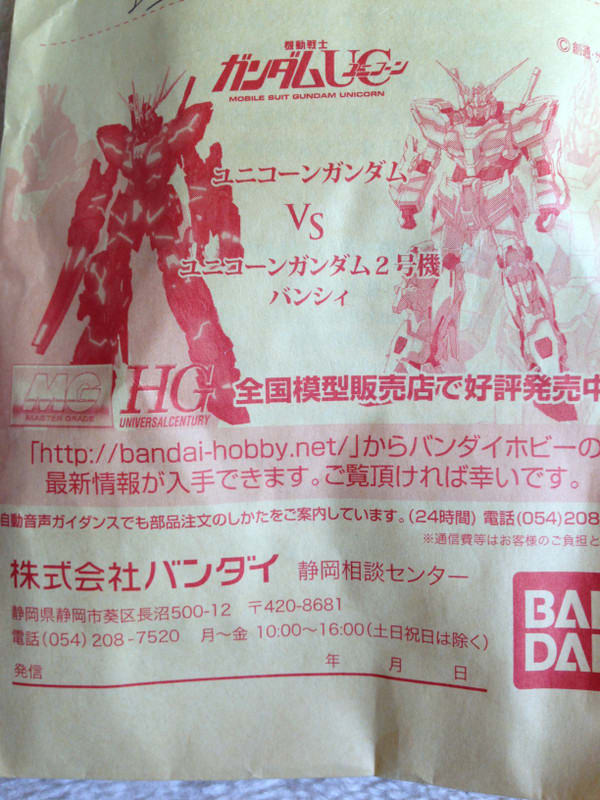 © 創通・サ
機動戦士
ガンダムUC
ユニコーン
MOBILE SUIT GUNDAM UNICORN
ユニコーンガンダム
VS
ユニコーンガンダム2号機
バンシィ
MG
MASTER GRADE
HG
UNIVERSAL CENTURY
全国模型販売店で好評発売中
「http://bandai-hobby.net/」からバンダイホビーの
最新情報が入手できます。ご覧頂ければ幸いです。
自動音声ガイダンスでも部品注文のしかたをご案内しています。(24時間) 電話(054)208
※通信費等はお客様のご負担と
株式会社バンダイ 静岡相談センター
静岡県静岡市葵区長沼500-12 〒420-8681
電話(054)208-7520 月〜金 10:00〜16:00(土日祝日は除く)
発信 年 月 日
BAN
DAI